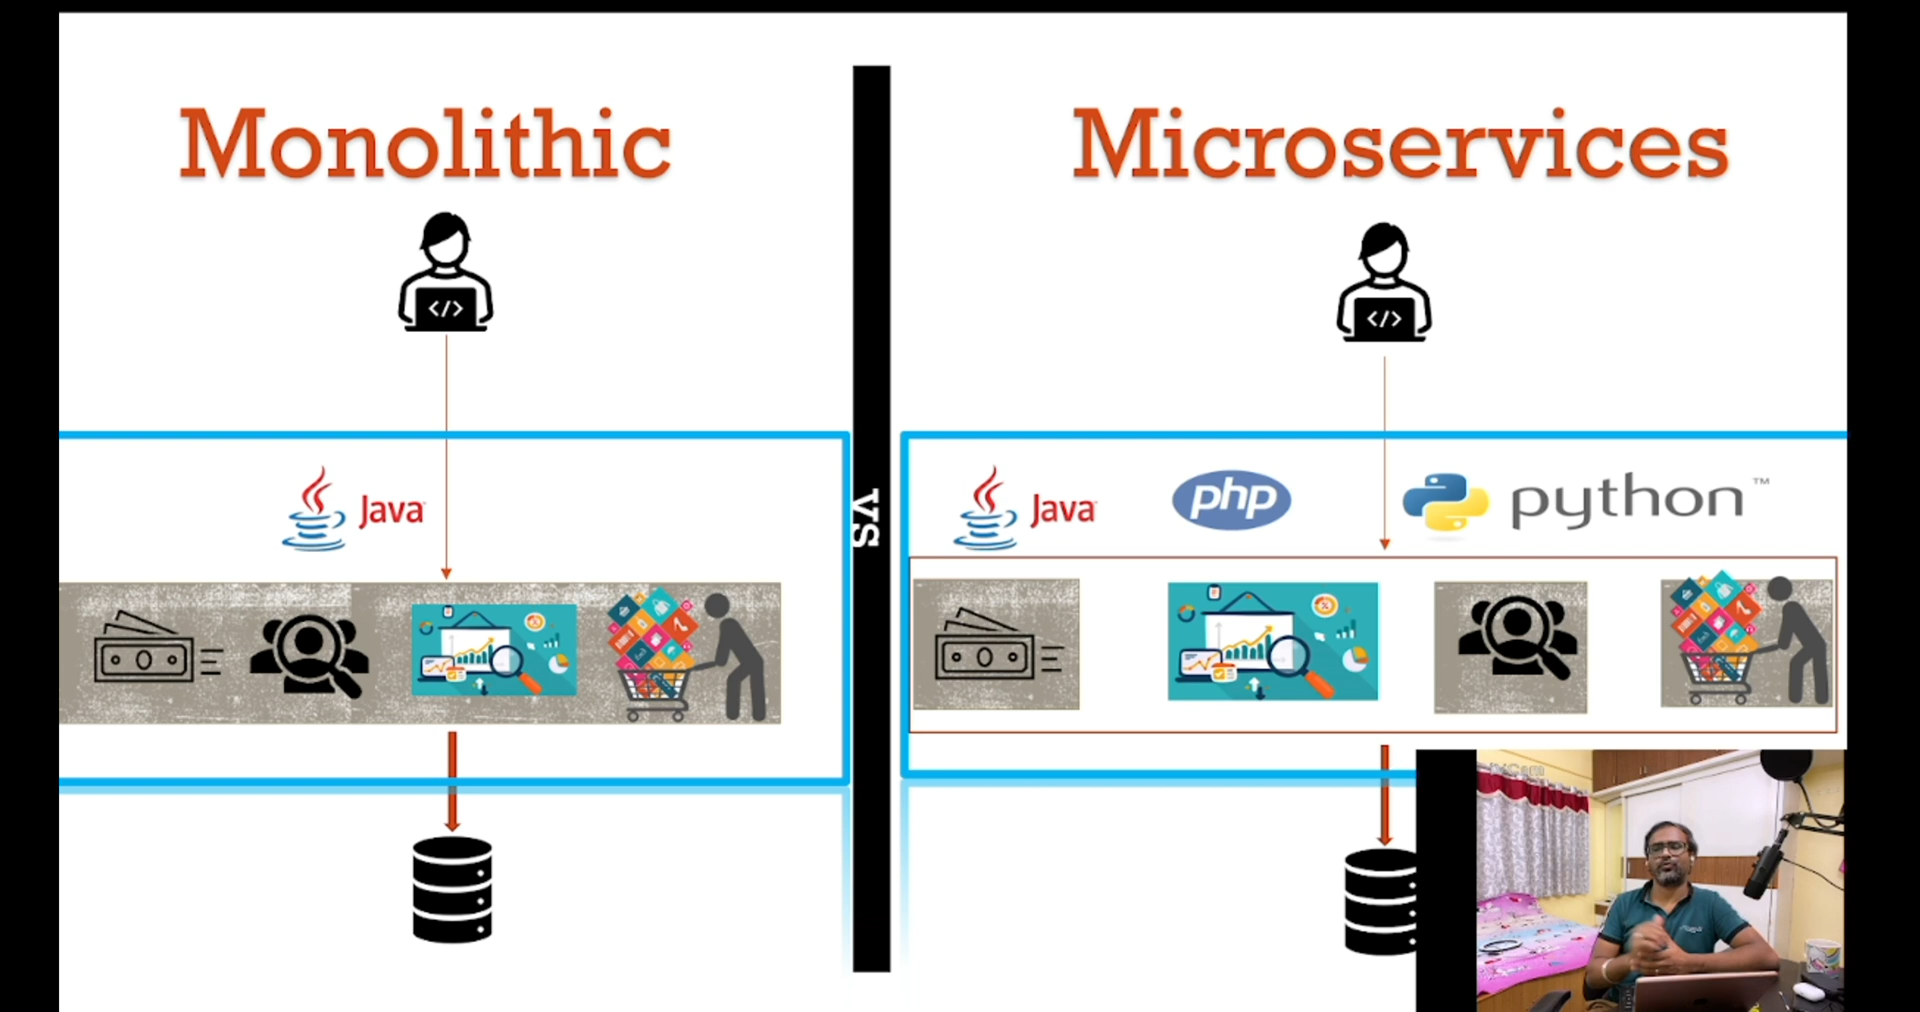 Monolithic
Microservices
</>
</>
VS
Java
Java
php
python™